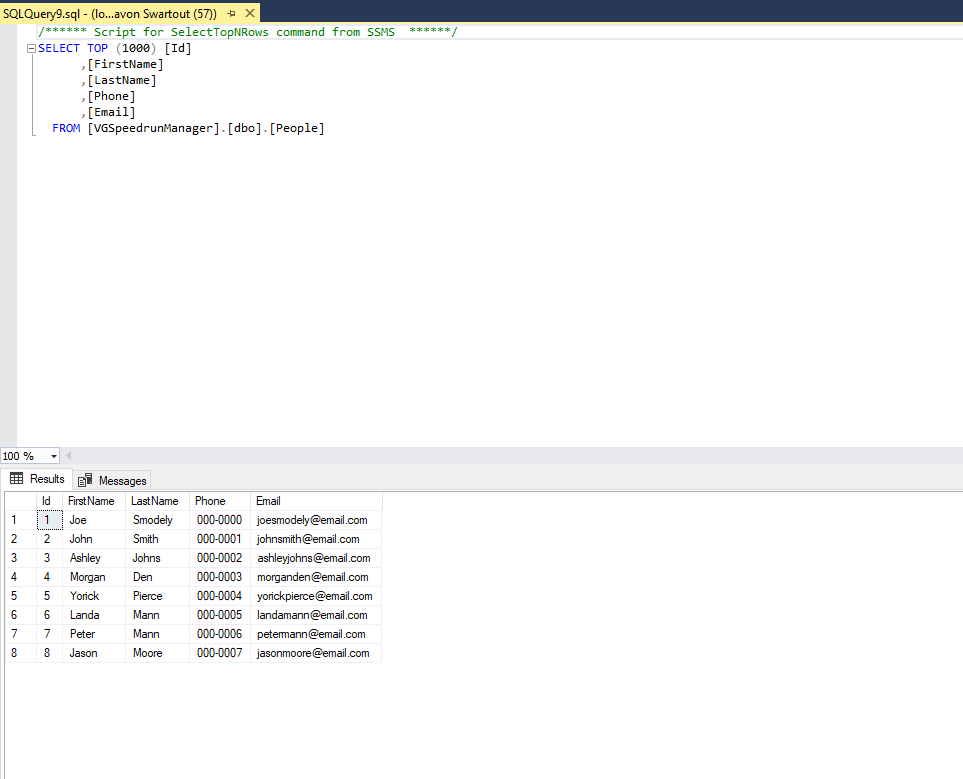 SQLQuery9.sql - (lo...avon Swartout (57))
/****** Script for SelectTopNRows command from SSMS  ******/
SELECT TOP (1000) [Id]
      ,[FirstName]
      ,[LastName]
      ,[Phone]
      ,[Email]
  FROM [VGSpeedrunManager].[dbo].[People]
100 %
Results Messages
Id FirstName LastName Phone Email
1 1 Joe Smodely 000-0000 joesmodely@email.com
2 2 John Smith 000-0001 johnsmith@email.com
3 3 Ashley Johns 000-0002 ashleyjohns@email.com
4 4 Morgan Den 000-0003 morganden@email.com
5 5 Yorick Pierce 000-0004 yorickpierce@email.com
6 6 Landa Mann 000-0005 landamann@email.com
7 7 Peter Mann 000-0006 petermann@email.com
8 8 Jason Moore 000-0007 jasonmoore@email.com